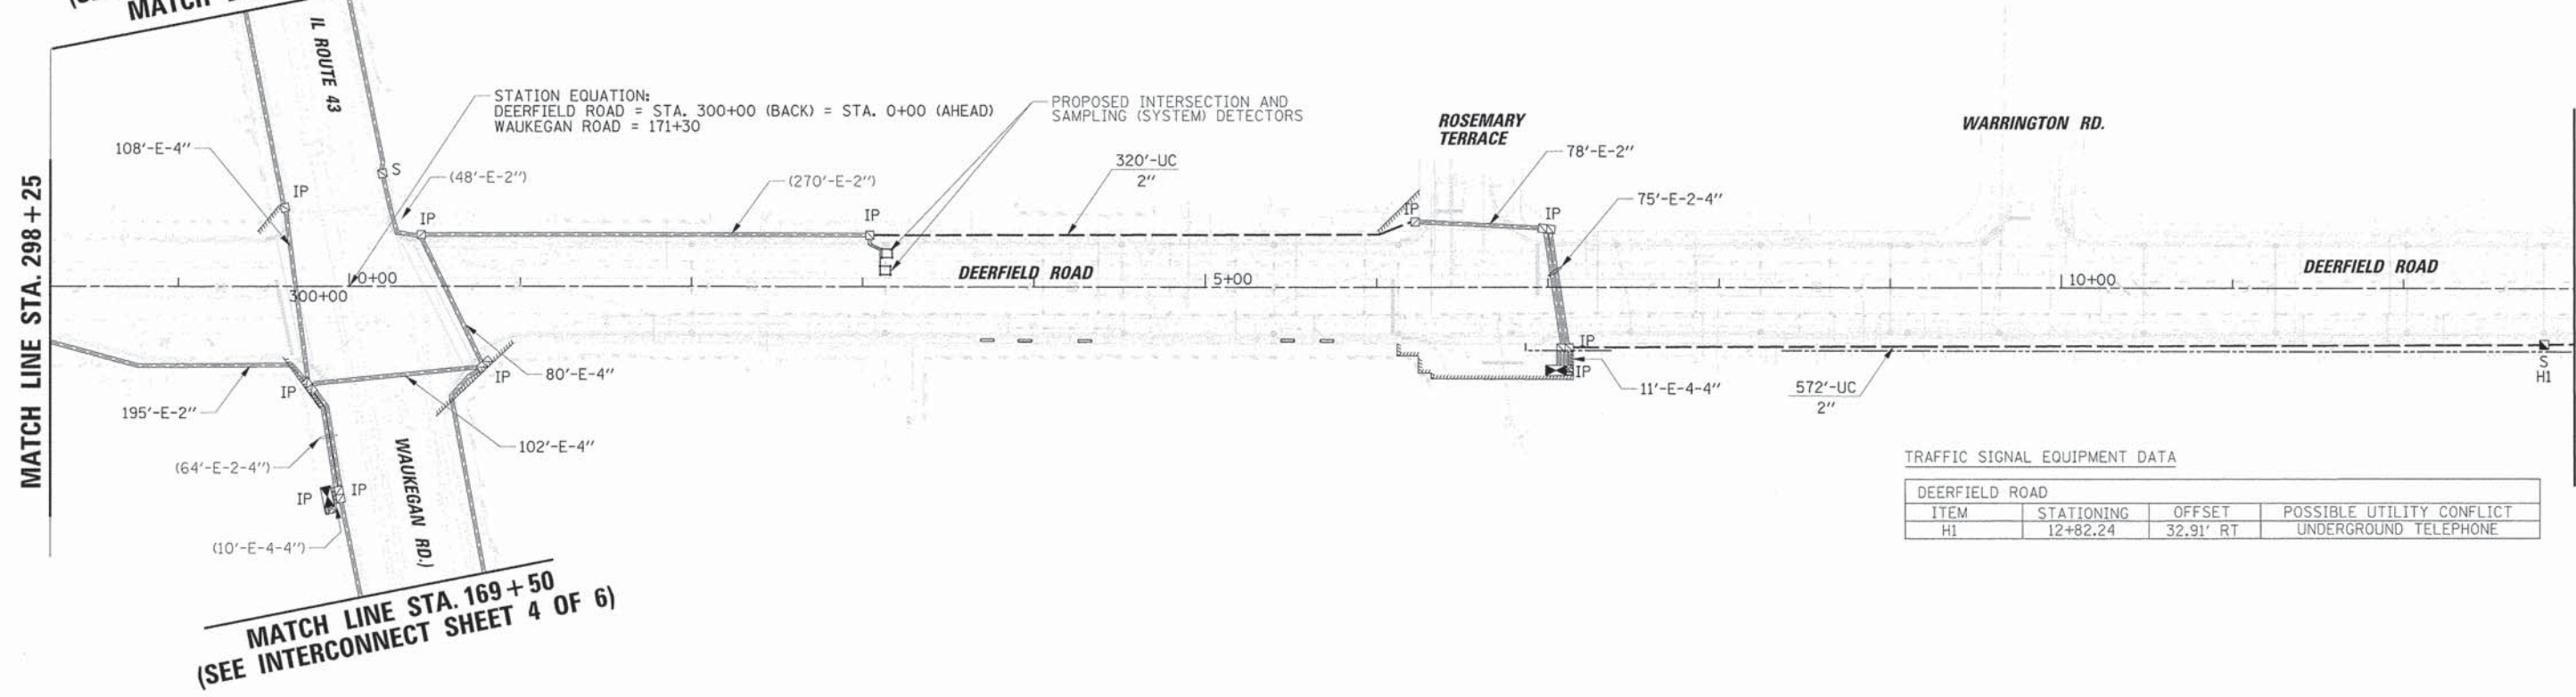 IL ROUTE 43
STATION EQUATION:
DEERFIELD ROAD = STA. 300+00 (BACK) = STA. 0+00 (AHEAD)
WAUKEGAN ROAD = 171+30
PROPOSED INTERSECTION AND
SAMPLING (SYSTEM) DETECTORS
ROSEMARY
TERRACE
WARRINGTON RD.
108'-E-4"
IP
S
(48'-E-2")
IP
(270'-E-2")
IP
320'-UC
2"
IP
78'-E-2"
IP
75'-E-2-4"
MATCH LINE STA. 298+25
300+00
0+00
DEERFIELD ROAD
5+00
10+00
DEERFIELD ROAD
195'-E-2"
IP
IP
80'-E-4"
102'-E-4"
IP
IP
11'-E-4-4"
572'-UC
2"
S
H1
(64'-E-2-4")
IP
IP
(10'-E-4-4")
WAUKEGAN RD.)
MATCH LINE STA. 169+50
(SEE INTERCONNECT SHEET 4 OF 6)
TRAFFIC SIGNAL EQUIPMENT DATA
DEERFIELD ROAD
ITEM STATIONING OFFSET POSSIBLE UTILITY CONFLICT
H1 12+82.24 32.91' RT UNDERGROUND TELEPHONE